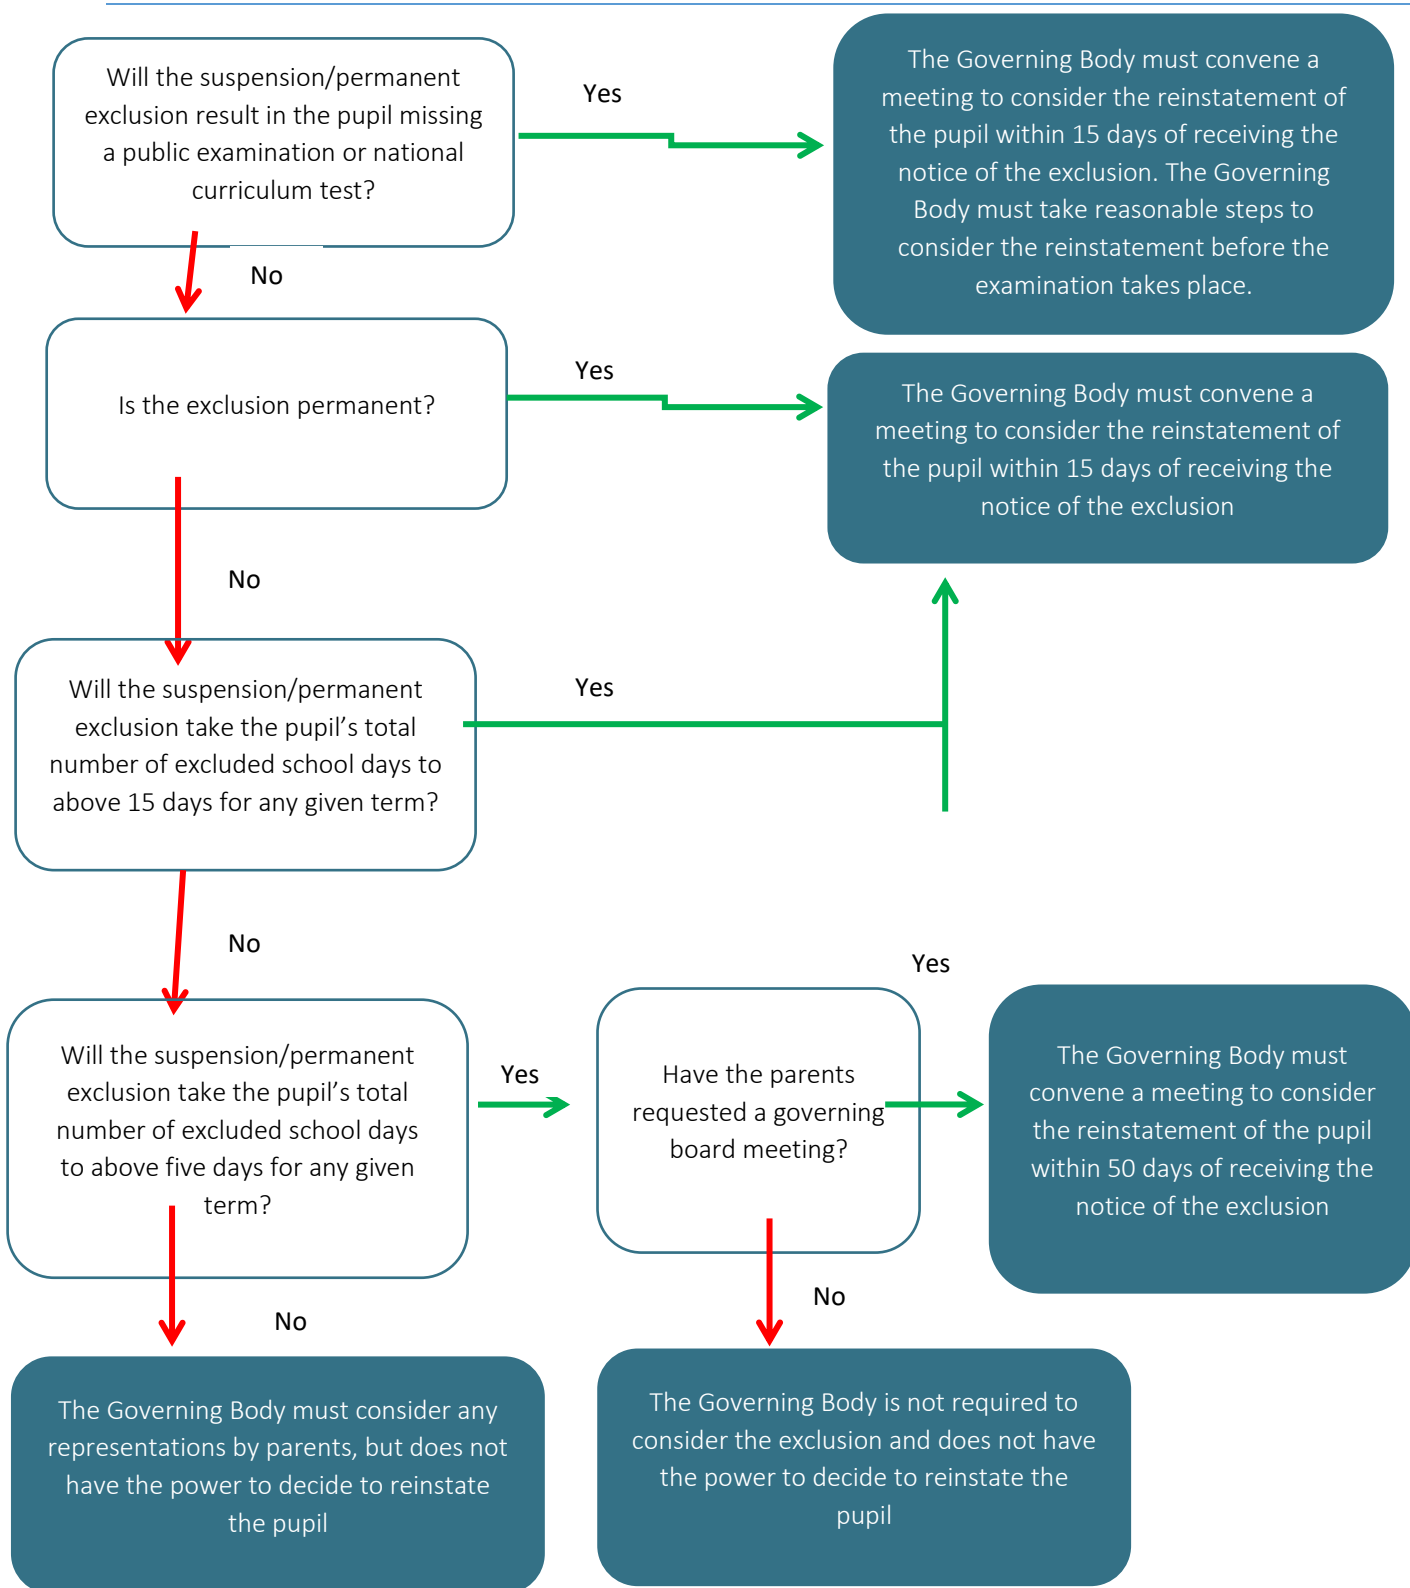 Will the suspension/permanent
exclusion result in the pupil missing
a public examination or national
curriculum test?
Yes
The Governing Body must convene a
meeting to consider the reinstatement of
the pupil within 15 days of receiving the
notice of the exclusion. The Governing
Body must take reasonable steps to
consider the reinstatement before the
examination takes place.
No
Is the exclusion permanent?
Yes
The Governing Body must convene a
meeting to consider the reinstatement of
the pupil within 15 days of receiving the
notice of the exclusion
No
Will the suspension/permanent
exclusion take the pupil’s total
number of excluded school days to
above 15 days for any given term?
Yes
No
Will the suspension/permanent
exclusion take the pupil’s total
number of excluded school days
to above five days for any given
term?
Yes
Have the parents
requested a governing
board meeting?
Yes
The Governing Body must
convene a meeting to consider
the reinstatement of the pupil
within 50 days of receiving the
notice of the exclusion
No
The Governing Body must consider any
representations by parents, but does not
have the power to decide to reinstate
the pupil
No
The Governing Body is not required to
consider the exclusion and does not have
the power to decide to reinstate the
pupil